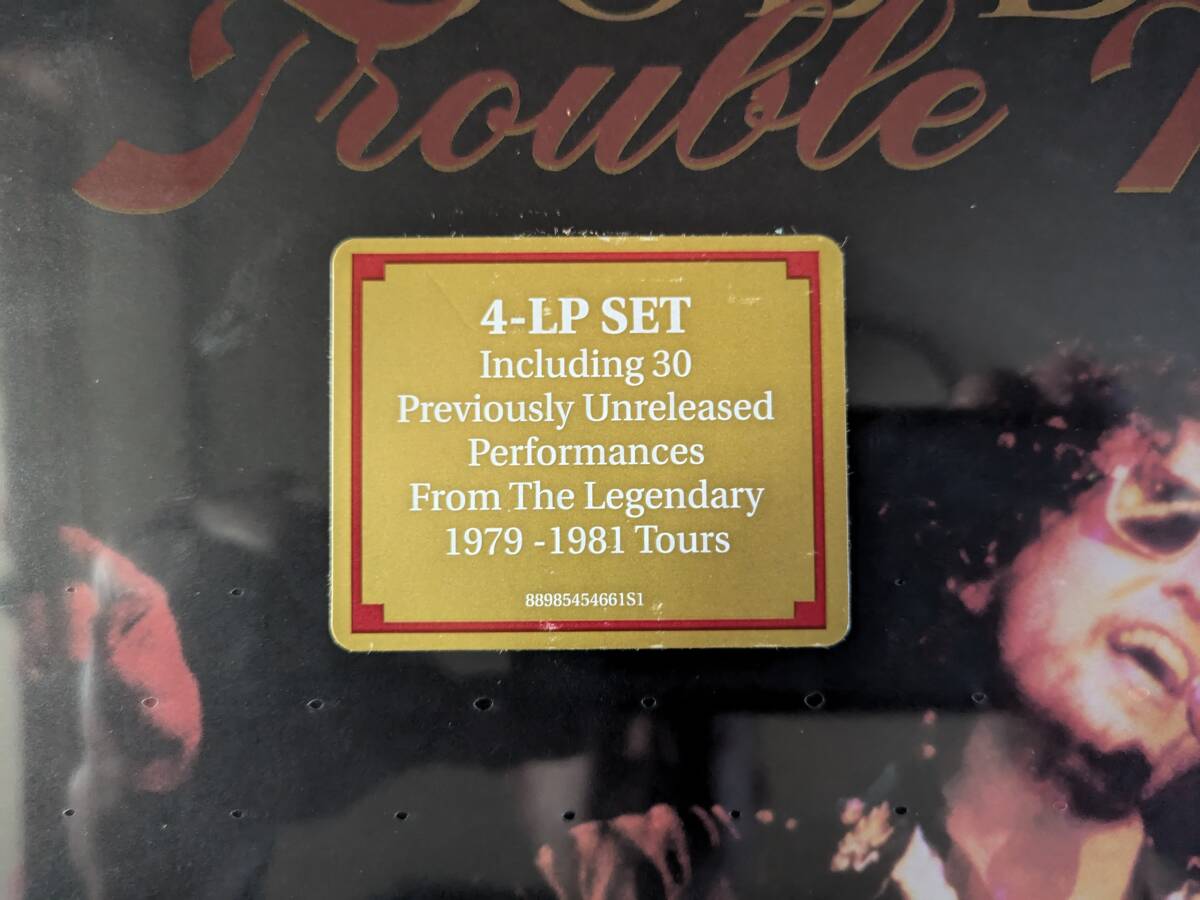 Trouble
4-LP SET
Including 30
Previously Unreleased
Performances
From The Legendary
1979 -1981 Tours
88985454661S1